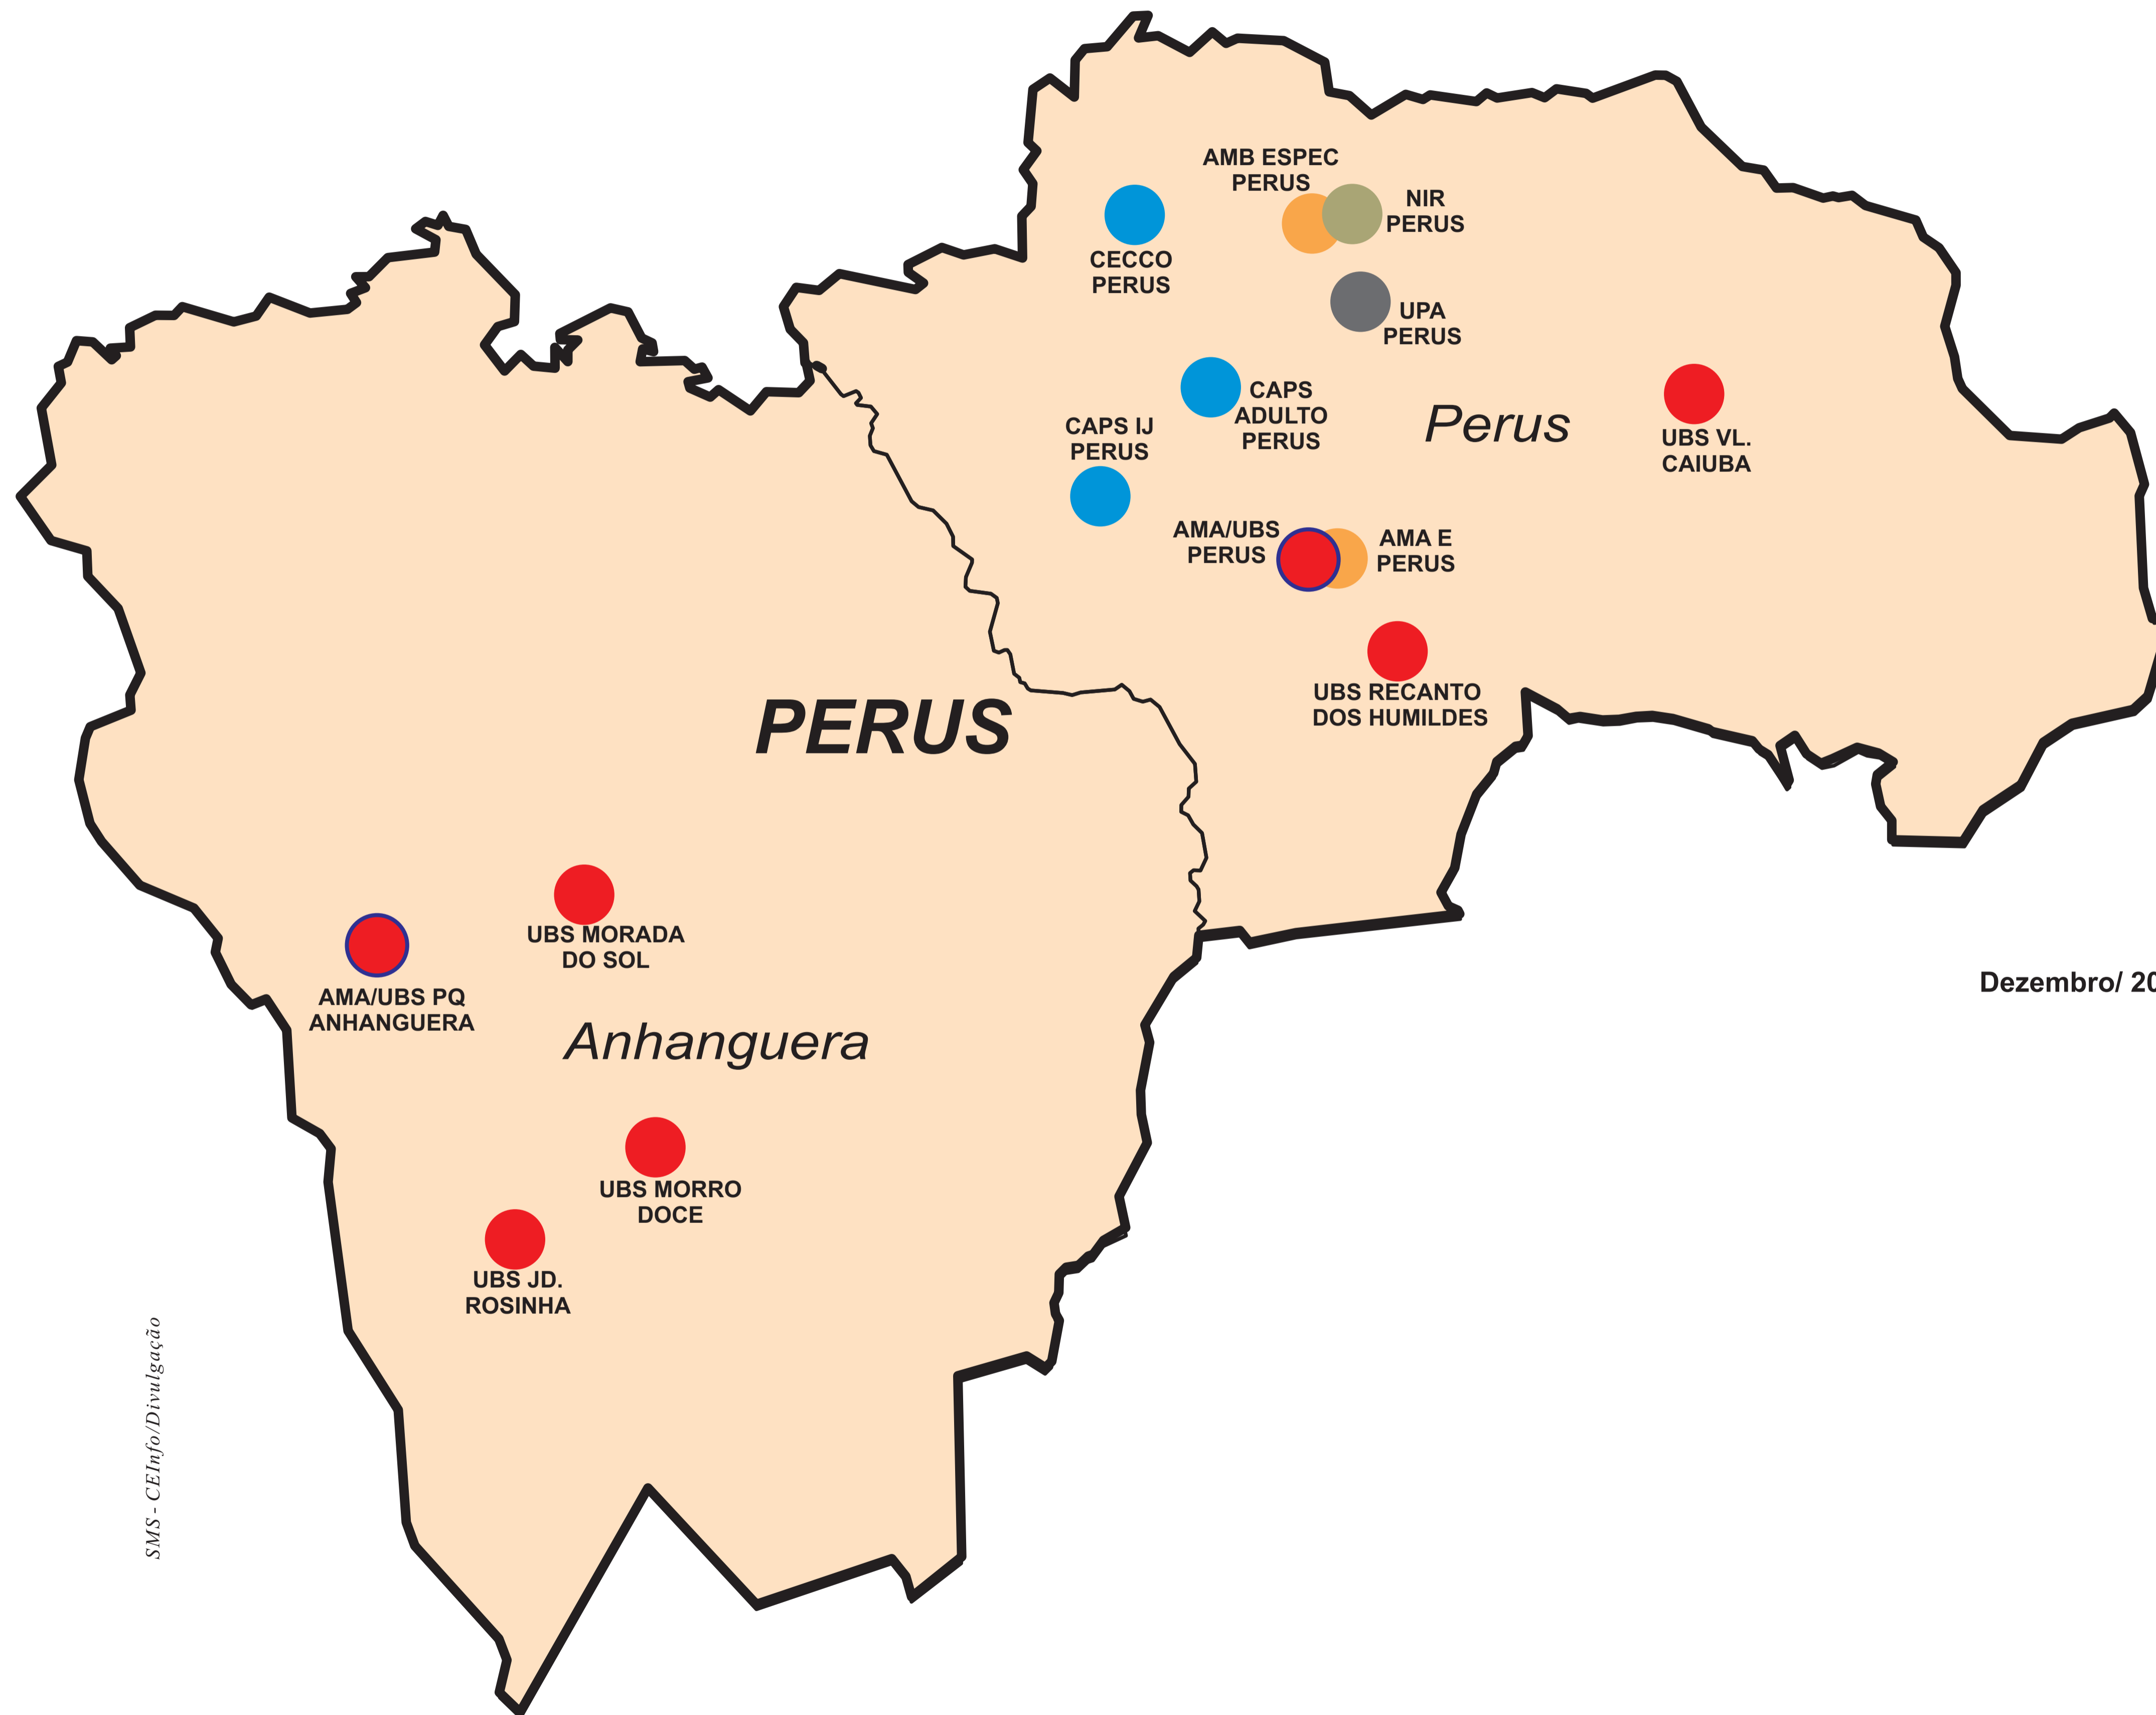 AMB ESPEC
PERUS
NIR
PERUS
CECCO
PERUS
UPA
PERUS
CAPS
ADULTO
PERUS
CAPS IJ
PERUS
Perus
UBS VL.
CAIUBA
AMA/UBS
PERUS
AMA E
PERUS
UBS RECANTO
DOS HUMILDES
PERUS
UBS MORADA
DO SOL
AMA/UBS PQ
ANHANGUERA
Dezembro/ 20
Anhanguera
UBS MORRO
DOCE
UBS JD.
ROSINHA
SMS - CEInfo/Divulgação